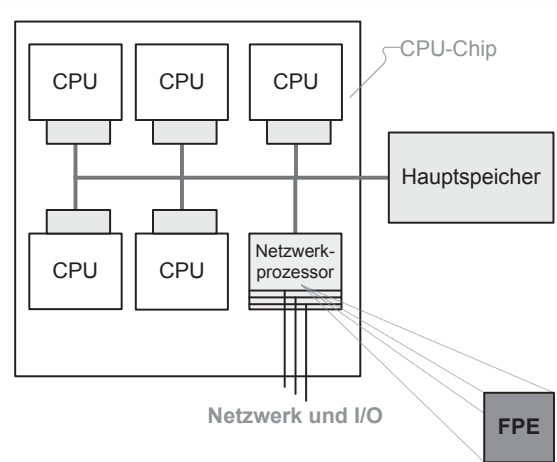 CPU-Chip
CPU
CPU
CPU
Hauptspeicher
CPU
CPU
Netzwerk-
prozessor
Netzwerk und I/O
FPE